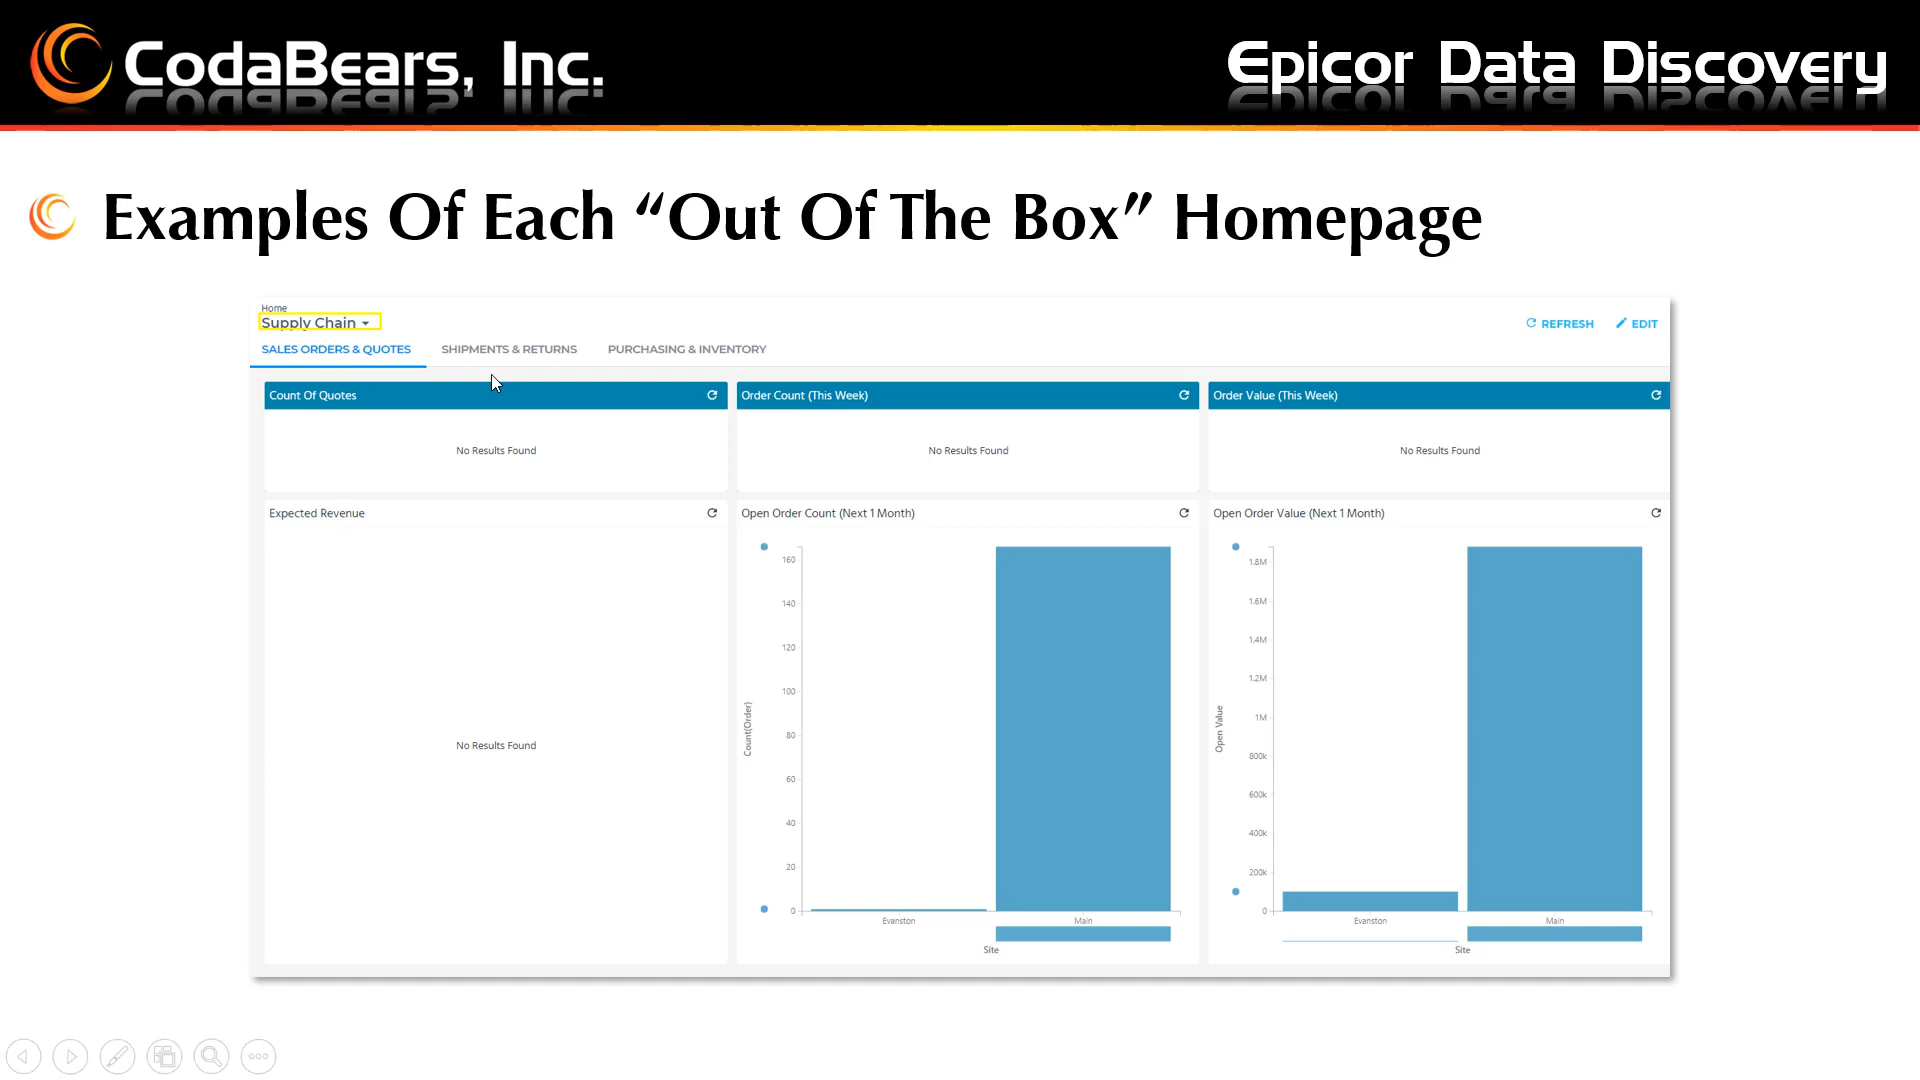 CodaBears, Inc.
Epicor Data Discovery
Examples Of Each “Out Of The Box” Homepage
Home
Supply Chain
REFRESH EDIT
SALES ORDERS & QUOTES SHIPMENTS & RETURNS PURCHASING & INVENTORY
Count Of Quotes
No Results Found
Order Count (This Week)
No Results Found
Order Value (This Week)
No Results Found
Expected Revenue
No Results Found
Open Order Count (Next 1 Month)
160
140
120
100
80
60
40
20
0
Count(Order)
Evanston Main
Site
Open Order Value (Next 1 Month)
1.8M
1.6M
1.4M
1.2M
1M
800k
600k
400k
200k
0
Open Value
Evanston Main
Site